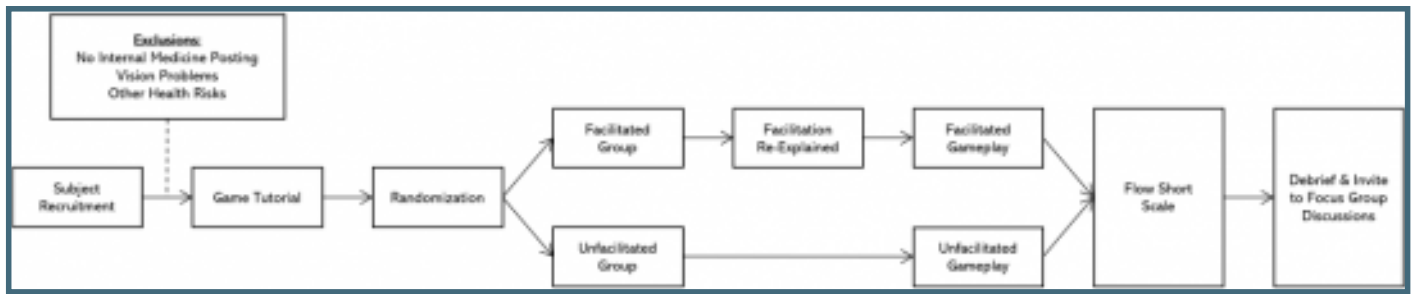 Exclusions:
No Internal Medicine Posting
Vision Problems
Other Health Risks
Subject
Recruitment
Game Tutorial
Randomization
Facilitated
Group
Facilitation
Re-Explained
Facilitated
Gameplay
Unfacilitated
Group
Unfacilitated
Gameplay
Flow Short
Scale
Debrief & Invite
to Focus Group
Discussions